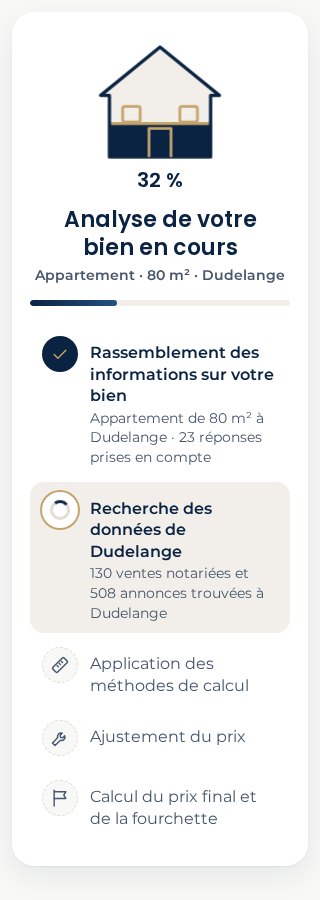 32 %
Analyse de votre
bien en cours
Appartement · 80 m² · Dudelange
Rassemblement des
informations sur votre
bien
Appartement de 80 m² à
Dudelange · 23 réponses
prises en compte
Recherche des
données de
Dudelange
130 ventes notariées et
508 annonces trouvées à
Dudelange
Application des
méthodes de calcul
Ajustement du prix
Calcul du prix final et
de la fourchette